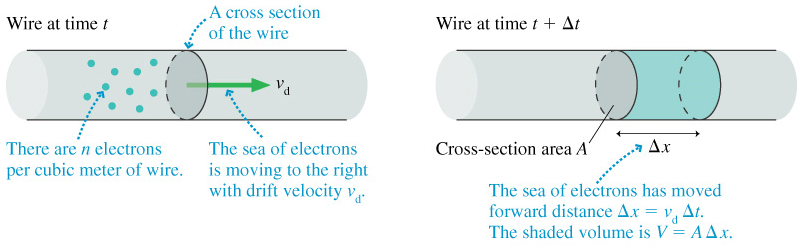 Wire at time t
A cross section
of the wire
v_d
There are n electrons
per cubic meter of wire.
The sea of electrons
is moving to the right
with drift velocity v_d.
Wire at time t + Δt
Cross-section area A
Δx
The sea of electrons has moved
forward distance Δx = v_d Δt.
The shaded volume is V = A Δx.